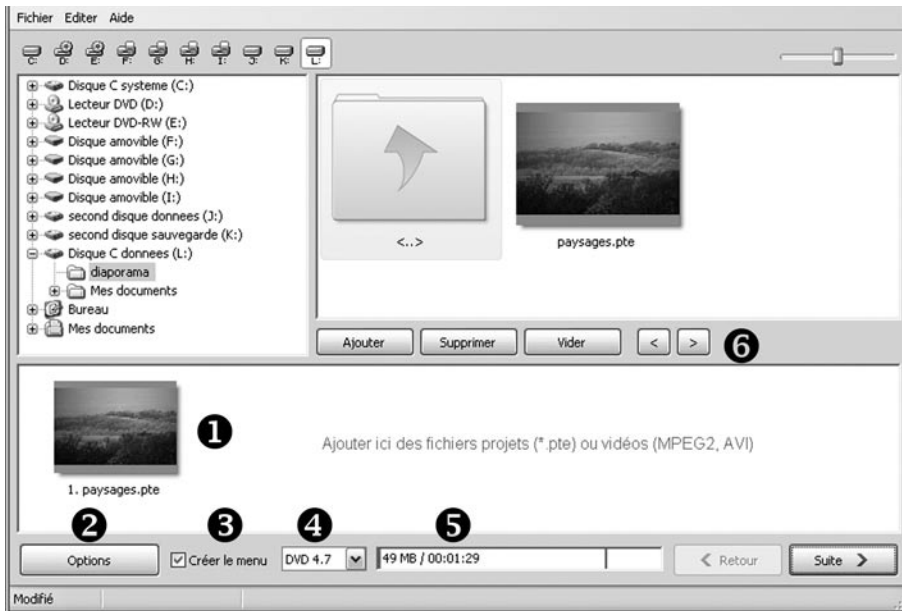 Fichier Editer Aide
C: D: E: F: G: H: I: J: K: L:
Disque C systeme (C:)
Lecteur DVD (D:)
Lecteur DVD-RW (E:)
Disque amovible (F:)
Disque amovible (G:)
Disque amovible (H:)
Disque amovible (I:)
second disque donnees (J:)
second disque sauvegarde (K:)
Disque C donnees (L:)
diaporama
Mes documents
Bureau
Mes documents
<..>
paysages.pte
Ajouter Supprimer Vider < > 6
1
Ajouter ici des fichiers projets (*.pte) ou vidéos (MPEG2, AVI)
1. paysages.pte
2 3 4 5
Options Créer le menu DVD 4.7 49 MB / 00:01:29 < Retour Suite >
Modifié